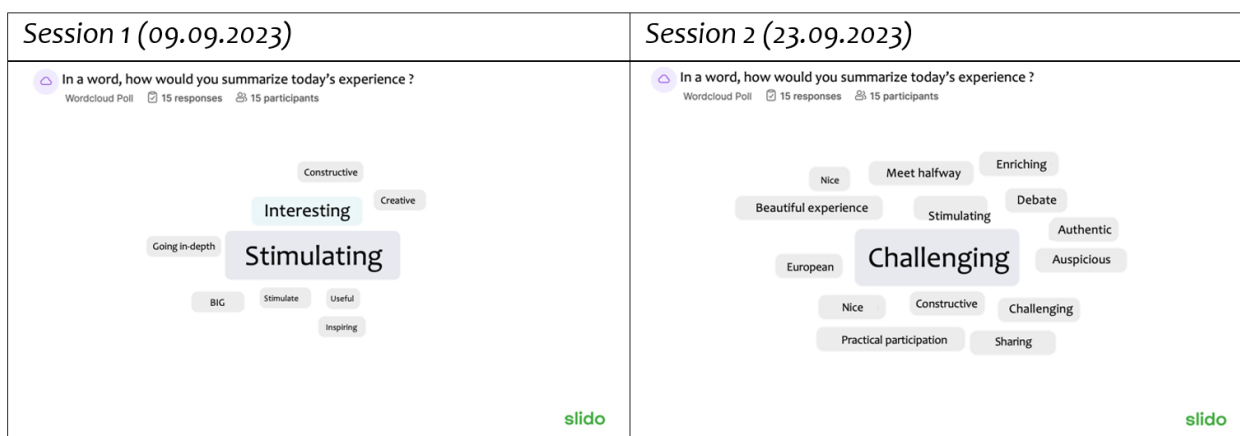 Session 1 (09.09.2023)
In a word, how would you summarize today's experience ?
Wordcloud Poll 15 responses 15 participants
Constructive
Creative
Interesting
Going in-depth
Stimulating
BIG
Stimulate
Useful
Inspiring
slido
Session 2 (23.09.2023)
In a word, how would you summarize today's experience ?
Wordcloud Poll 15 responses 15 participants
Enriching
Meet halfway
Nice
Debate
Beautiful experience
Stimulating
Authentic
Challenging
Auspicious
European
Nice
Constructive
Challenging
Practical participation
Sharing
slido